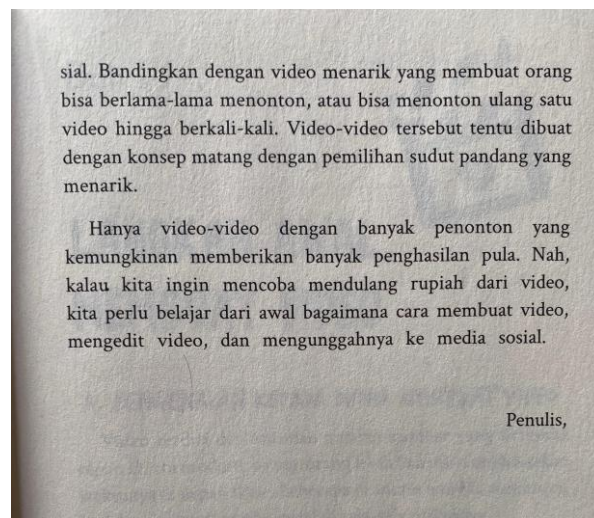 sial. Bandingkan dengan video menarik yang membuat orang
bisa berlama-lama menonton, atau bisa menonton ulang satu
video hingga berkali-kali. Video-video tersebut tentu dibuat
dengan konsep matang dengan pemilihan sudut pandang yang
menarik.
Hanya video-video dengan banyak penonton yang
kemungkinan memberikan banyak penghasilan pula. Nah,
kalau kita ingin mencoba mendulang rupiah dari video,
kita perlu belajar dari awal bagaimana cara membuat video,
mengedit video, dan mengunggahnya ke media sosial.
Penulis,